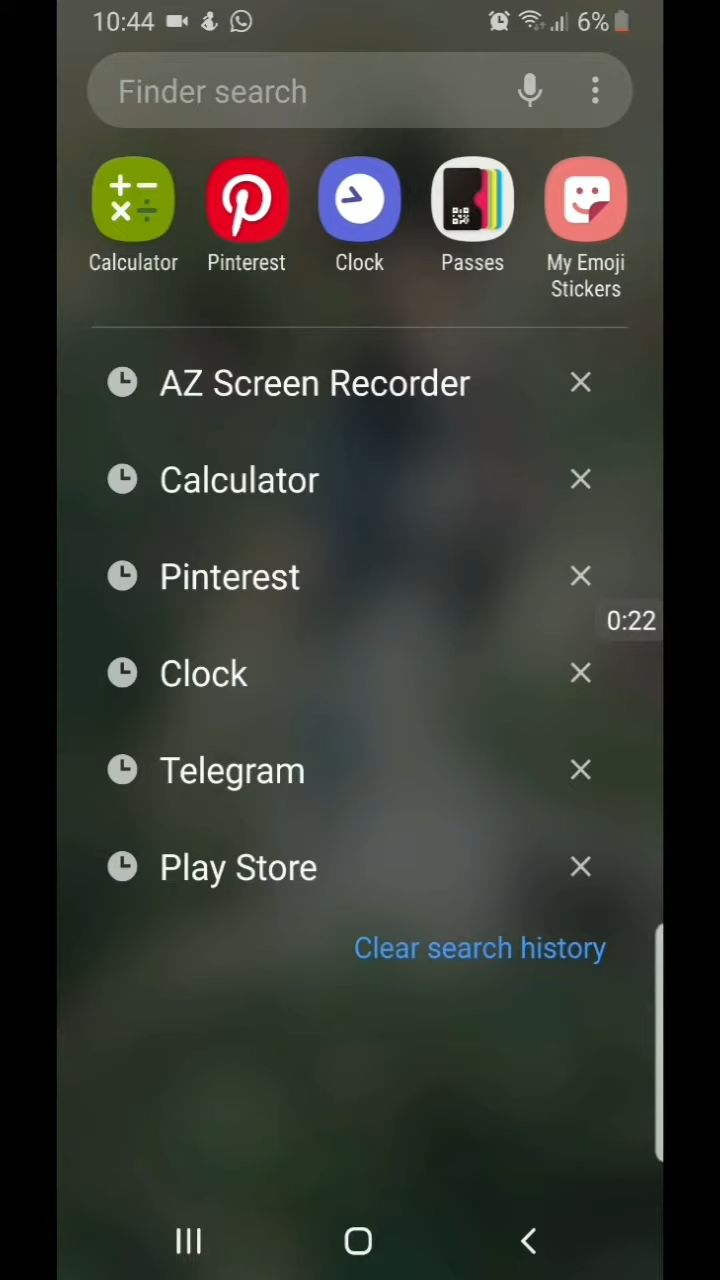 10:44 6%
Finder search
Calculator Pinterest Clock Passes My Emoji Stickers
AZ Screen Recorder
Calculator
Pinterest
0:22
Clock
Telegram
Play Store
Clear search history